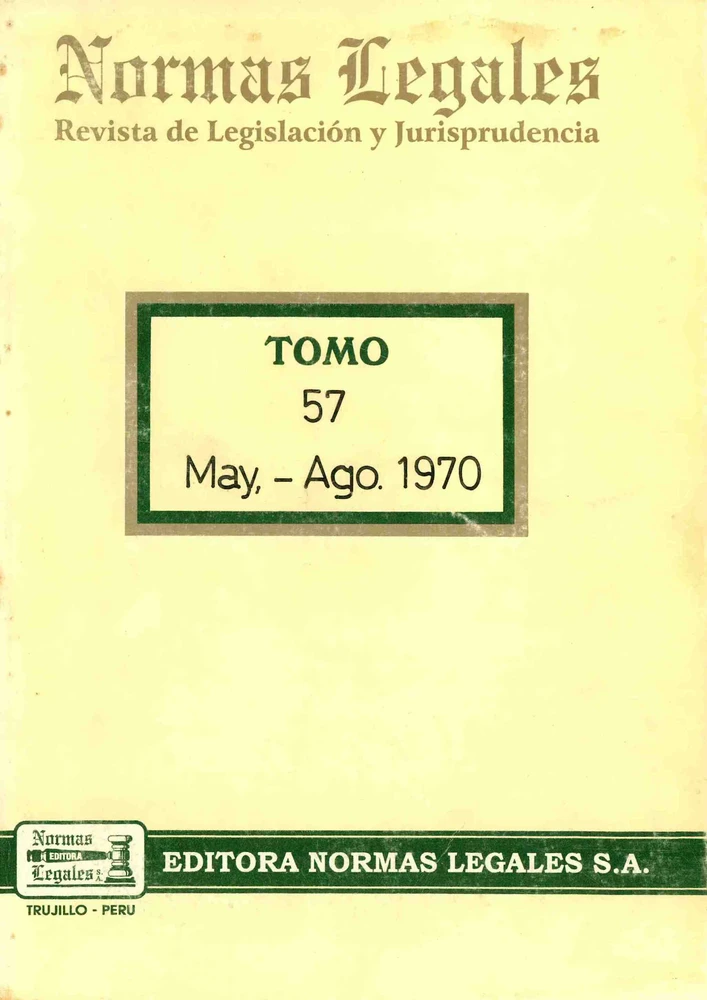 Normas Legales
Revista de Legislación y Jurisprudencia
TOMO
57
May, - Ago. 1970
Normas
EDITORA
Legales S.A.
EDITORA NORMAS LEGALES S.A.
TRUJILLO - PERU